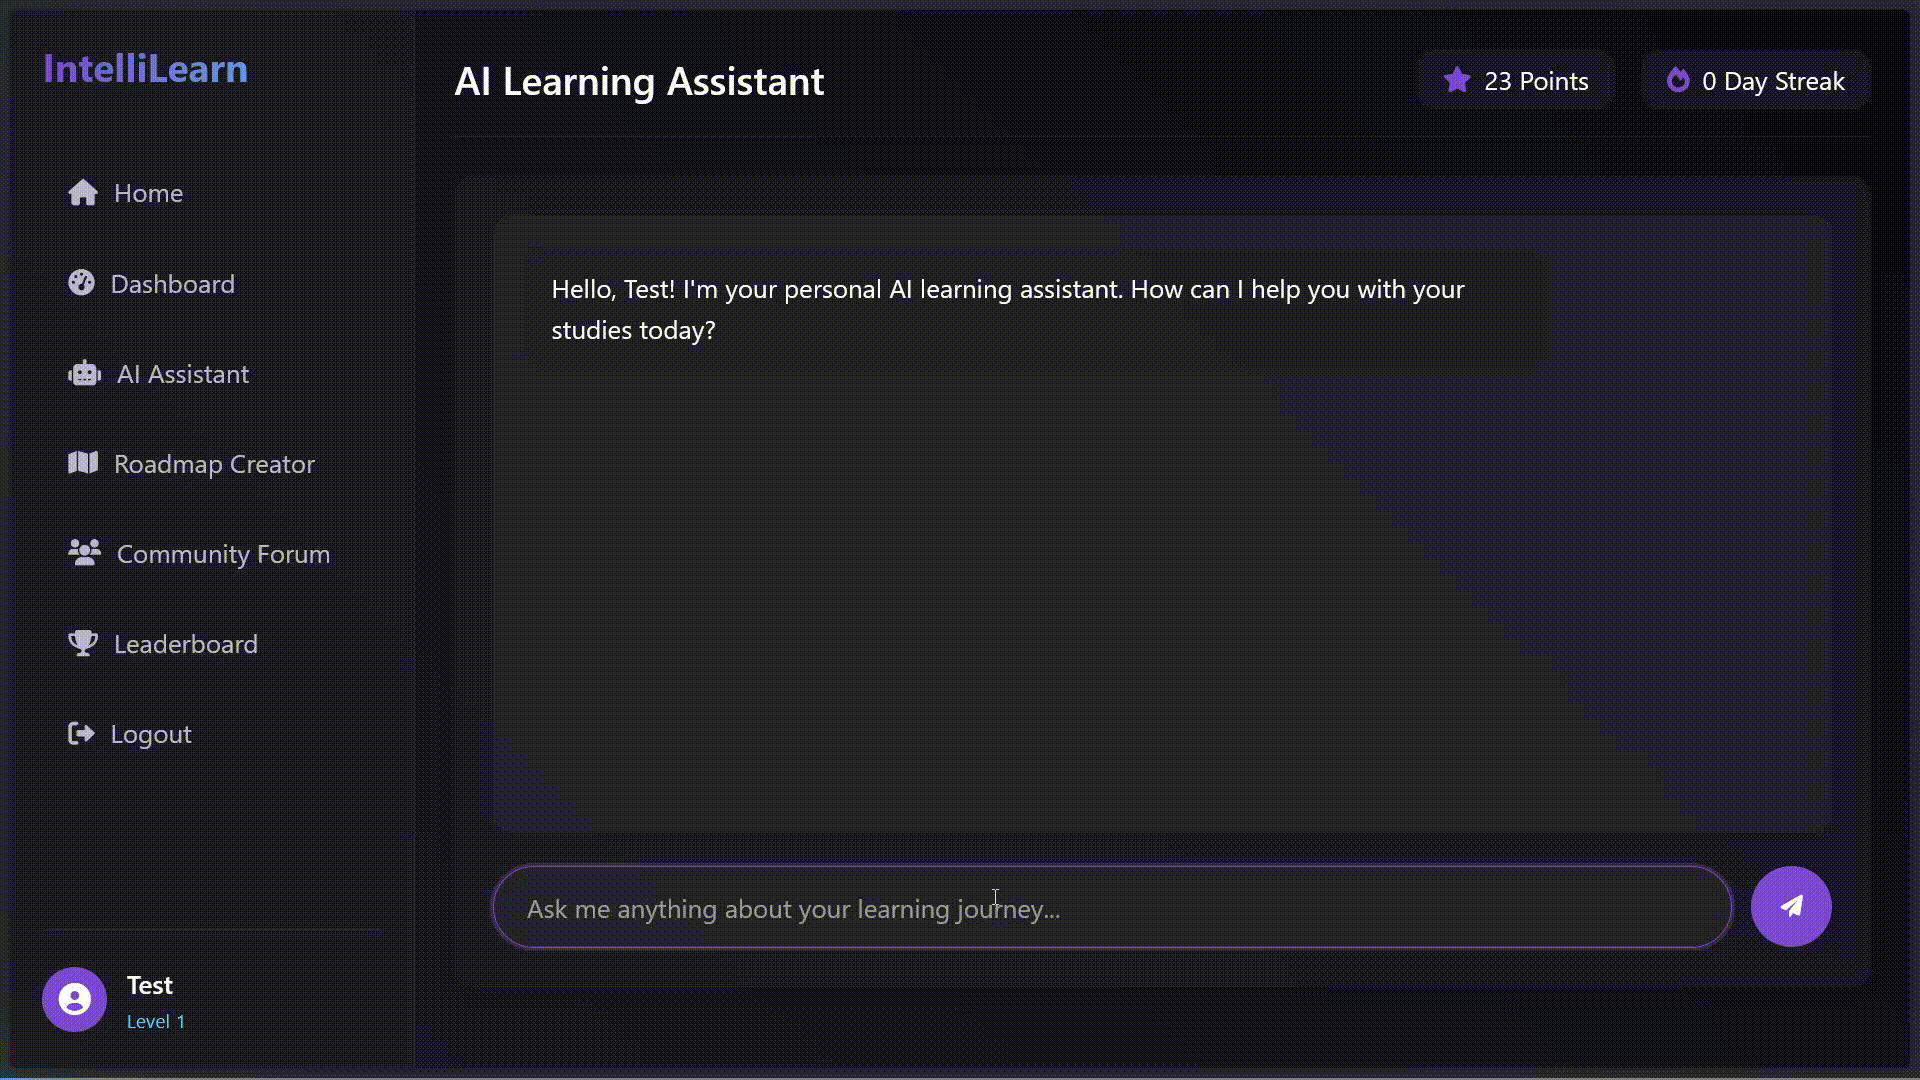 IntelliLearn
Home
Dashboard
AI Assistant
Roadmap Creator
Community Forum
Leaderboard
Logout
Test
Level 1
AI Learning Assistant
23 Points
0 Day Streak
Hello, Test! I'm your personal AI learning assistant. How can I help you with your
studies today?
Ask me anything about your learning journey...